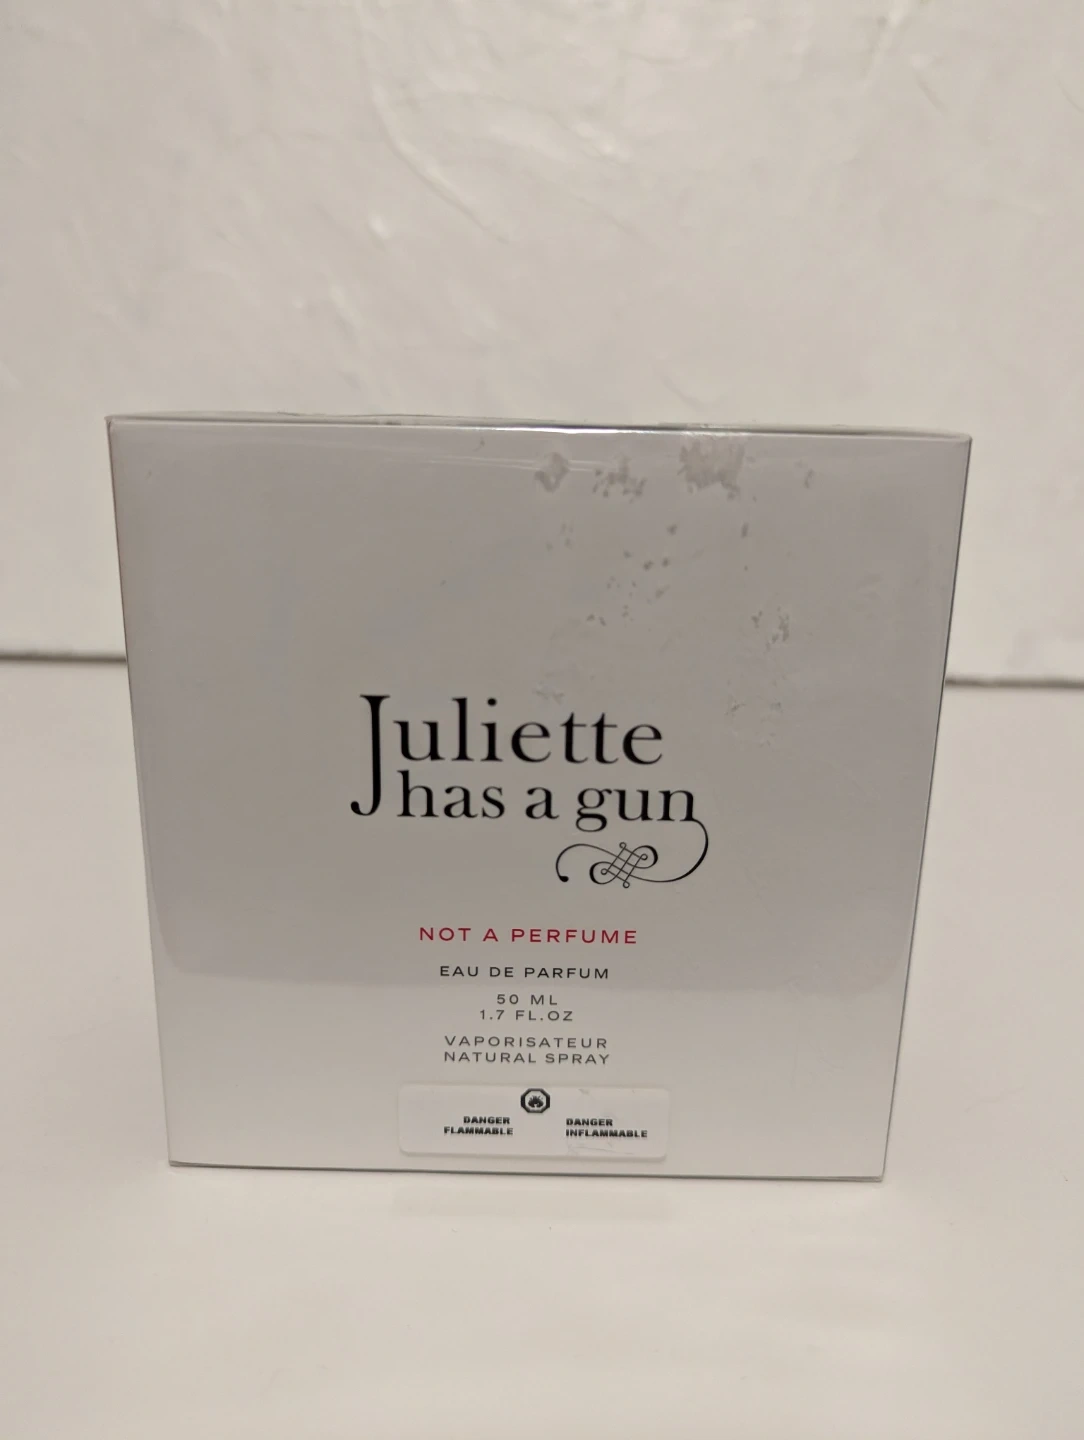 Juliette
has a gun
NOT A PERFUME
EAU DE PARFUM
50 ML
1.7 FL.OZ
VAPORISATEUR
NATURAL SPRAY
DANGER
FLAMMABLE
DANGER
INFLAMMABLE